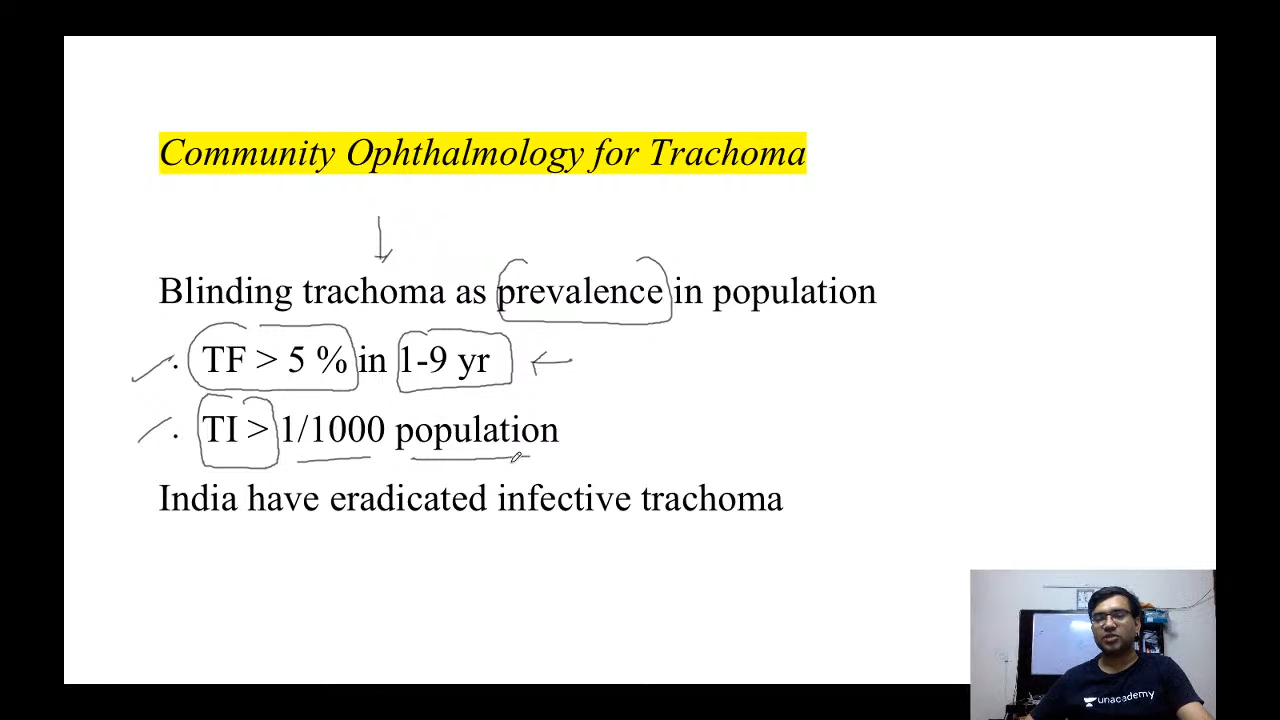 Community Ophthalmology for Trachoma
Blinding trachoma as prevalence in population
. TF > 5 % in 1-9 yr
. TI > 1/1000 population
India have eradicated infective trachoma
unacademy